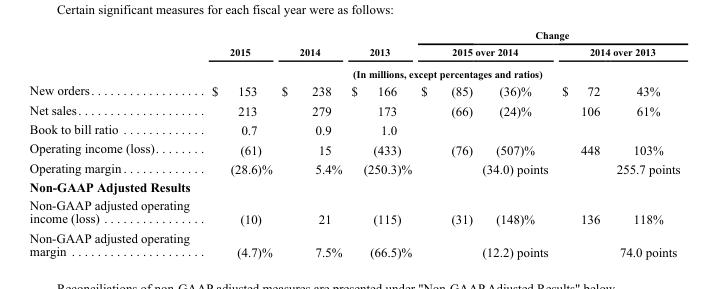 Certain significant measures for each fiscal year were as follows:
Change
2015 2014 2013 2015 over 2014 2014 over 2013
(In millions, except percentages and ratios)
New orders. . . . . . . . . . . . . . . . . . $ 153 $ 238 $ 166 $ (85) (36)% $ 72 43%
Net sales. . . . . . . . . . . . . . . . . . . . 213 279 173 (66) (24)% 106 61%
Book to bill ratio . . . . . . . . . . . . . 0.7 0.9 1.0
Operating income (loss). . . . . . . . (61) 15 (433) (76) (507)% 448 103%
Operating margin. . . . . . . . . . . . . (28.6)% 5.4% (250.3)% (34.0) points 255.7 points
Non-GAAP Adjusted Results
Non-GAAP adjusted operating
income (loss) . . . . . . . . . . . . . . . . (10) 21 (115) (31) (148)% 136 118%
Non-GAAP adjusted operating
margin . . . . . . . . . . . . . . . . . . . . . (4.7)% 7.5% (66.5)% (12.2) points 74.0 points
Reconciliations of non-GAAP adjusted measures are presented under "Non-GAAP Adjusted Results" below